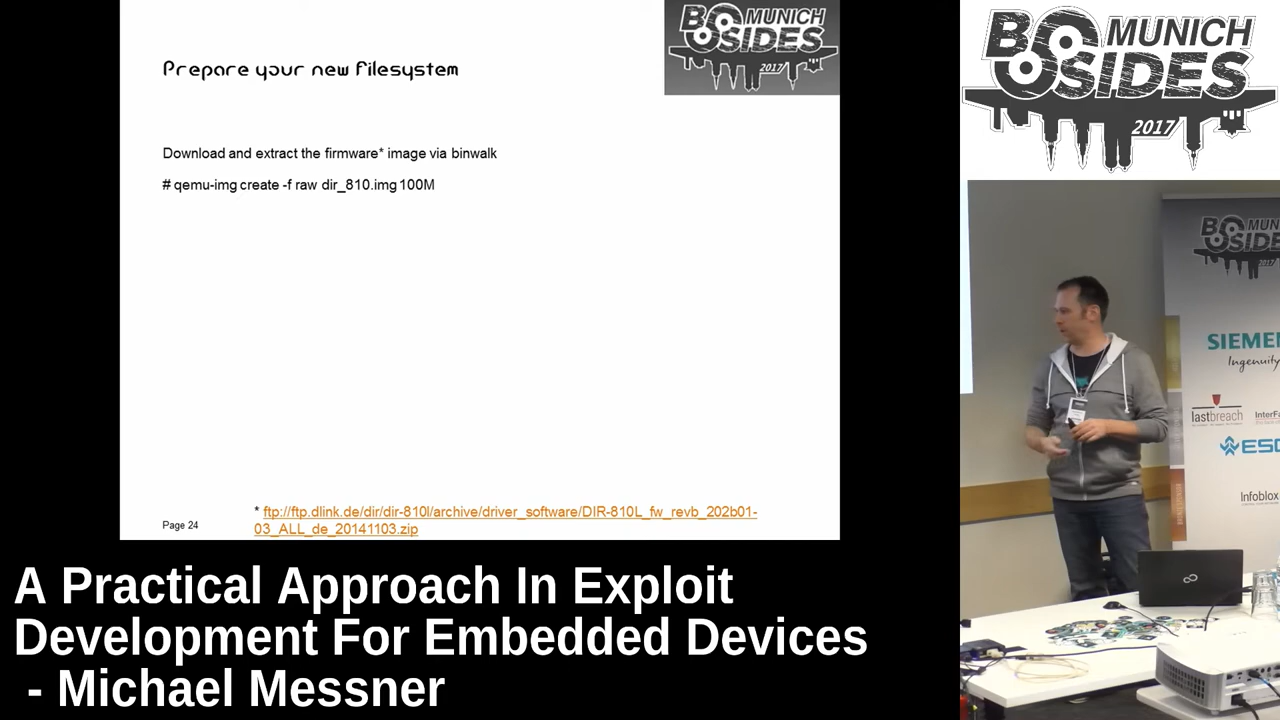 Prepare your new Filesystem
BSIDES MUNICH
2017
Download and extract the firmware* image via binwalk
# qemu-img create -f raw dir_810.img 100M
* ftp://ftp.dlink.de/dir/dir-810l/archive/driver_software/DIR-810L_fw_revb_202b01-
03_ALL_de_20141103.zip
Page 24
BSIDES MUNICH
2017
SIEMEN
Ingenuity
lastbreach
InterFa
ESC
Infoblox
A Practical Approach In Exploit
Development For Embedded Devices
- Michael Messner